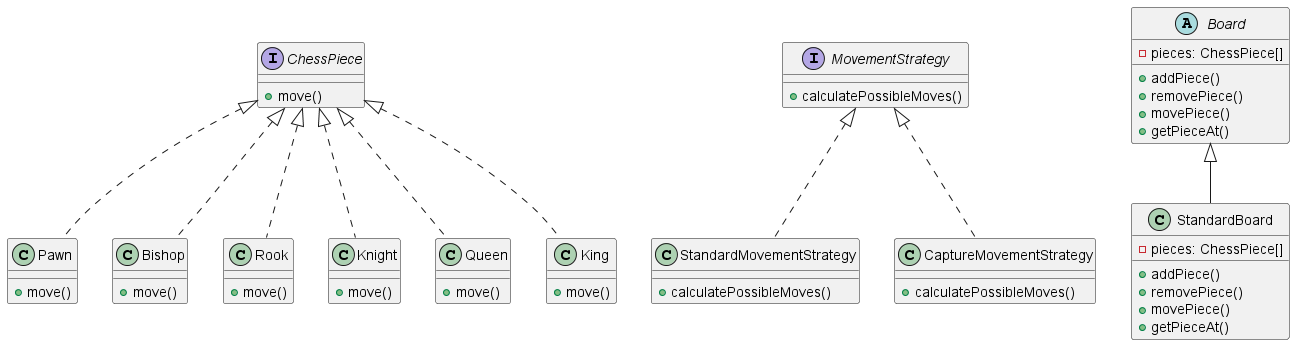 I ChessPiece
move()
C Pawn
move()
C Bishop
move()
C Rook
move()
C Knight
move()
C Queen
move()
C King
move()
I MovementStrategy
calculatePossibleMoves()
C StandardMovementStrategy
calculatePossibleMoves()
C CaptureMovementStrategy
calculatePossibleMoves()
A Board
pieces: ChessPiece[]
addPiece()
removePiece()
movePiece()
getPieceAt()
C StandardBoard
pieces: ChessPiece[]
addPiece()
removePiece()
movePiece()
getPieceAt()